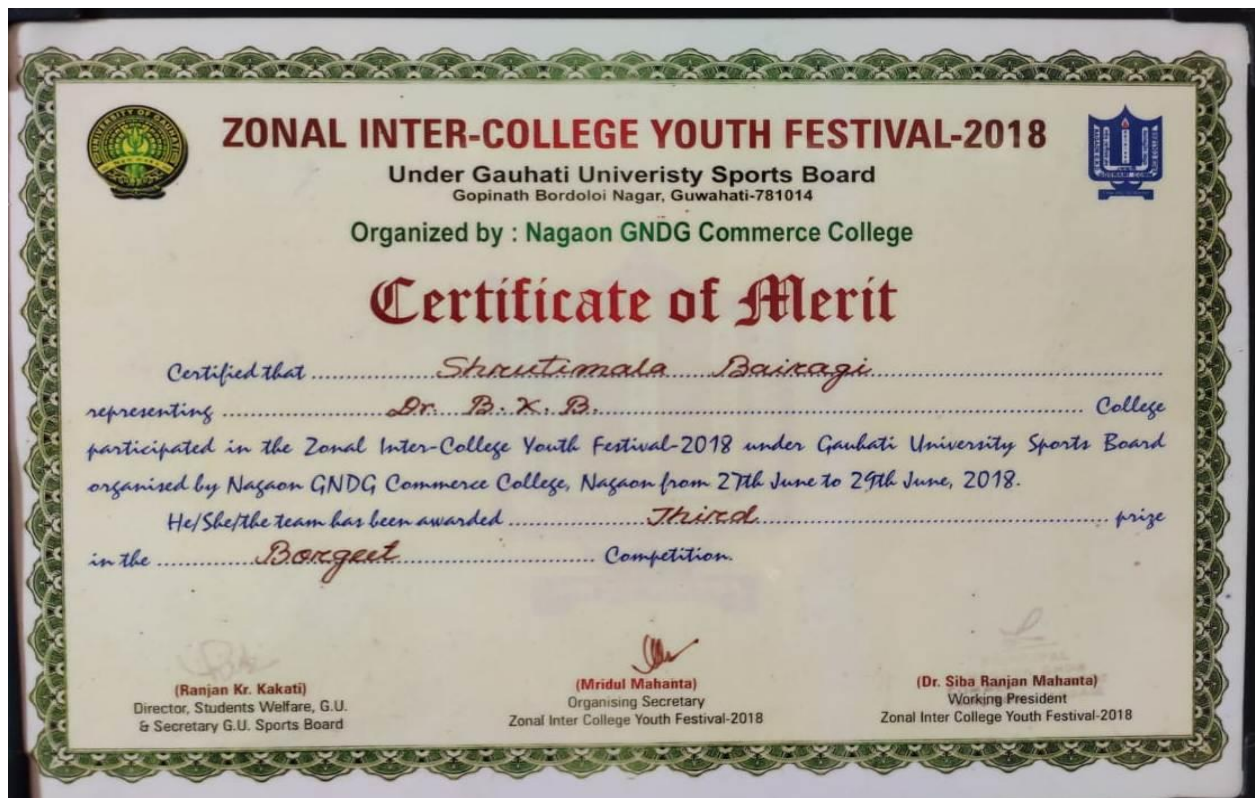 ZONAL INTER-COLLEGE YOUTH FESTIVAL-2018
Under Gauhati Univeristy Sports Board
Gopinath Bordoloi Nagar, Guwahati-781014
Organized by : Nagaon GNDG Commerce College
Certificate of Merit
Certified that Shrutimala Bairagi
representing Dr. B. K. B. College
participated in the Zonal Inter-College Youth Festival-2018 under Gauhati University Sports Board
organised by Nagaon GNDG Commerce College, Nagaon from 27th June to 29th June, 2018.
He/She/the team has been awarded Third prize
in the Borgeet Competition.
(Ranjan Kr. Kakati)
Director, Students Welfare, G.U.
& Secretary G.U. Sports Board
(Mridul Mahanta)
Organising Secretary
Zonal Inter College Youth Festival-2018
(Dr. Siba Ranjan Mahanta)
Working President
Zonal Inter College Youth Festival-2018